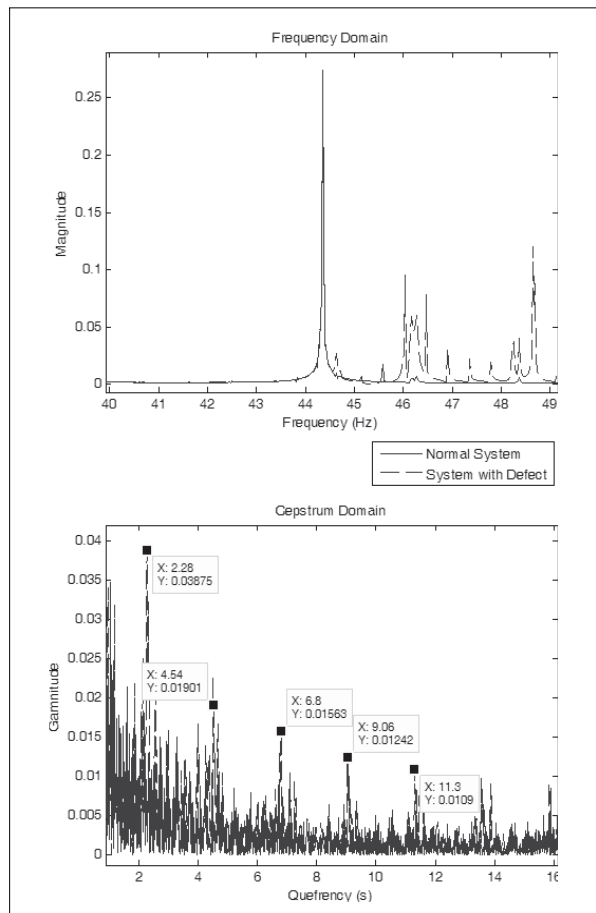 Frequency Domain
0.25
0.2
0.15
0.1
0.05
0
Magnitude
40 41 42 43 44 45 46 47 48 49
Frequency (Hz)
Normal System
System with Defect
Cepstrum Domain
0.04
0.035
0.03
0.025
0.02
0.015
0.01
0.005
0
Gamnitude
X: 2.28
Y: 0.03875
X: 4.54
Y: 0.01901
X: 6.8
Y: 0.01563
X: 9.06
Y: 0.01242
X: 11.3
Y: 0.0109
2 4 6 8 10 12 14 16
Quefrency (s)